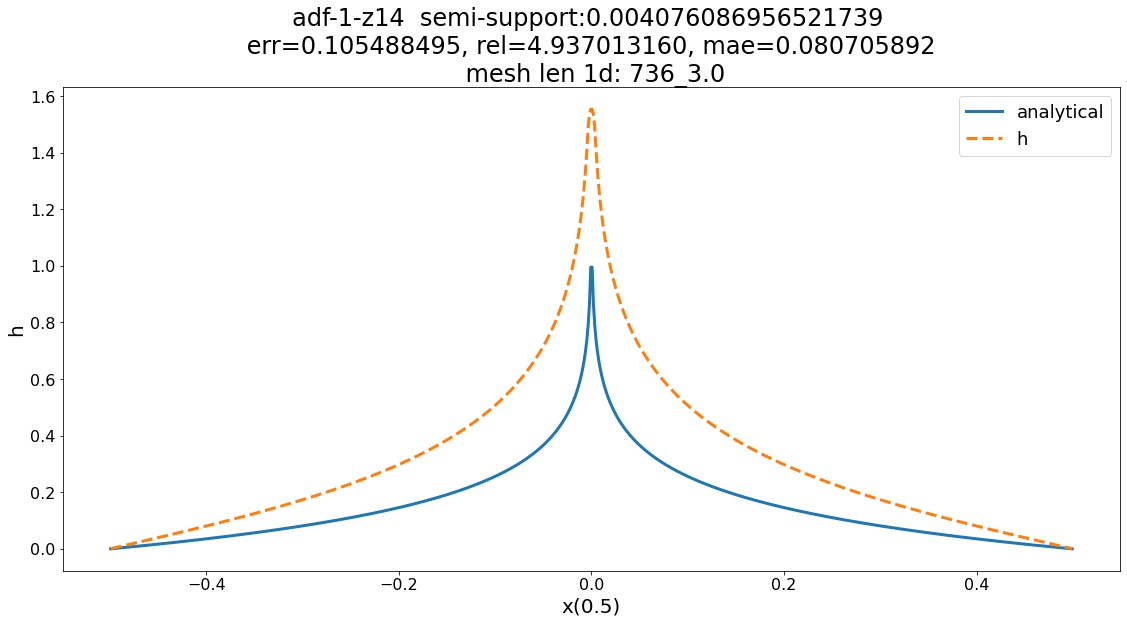 adf-1-z14 semi-support:0.004076086956521739
err=0.105488495, rel=4.937013160, mae=0.080705892
mesh len 1d: 736_3.0
analytical
h
1.6
1.4
1.2
1.0
0.8
0.6
0.4
0.2
0.0
h
−0.4 −0.2 0.0 0.2 0.4
x(0.5)